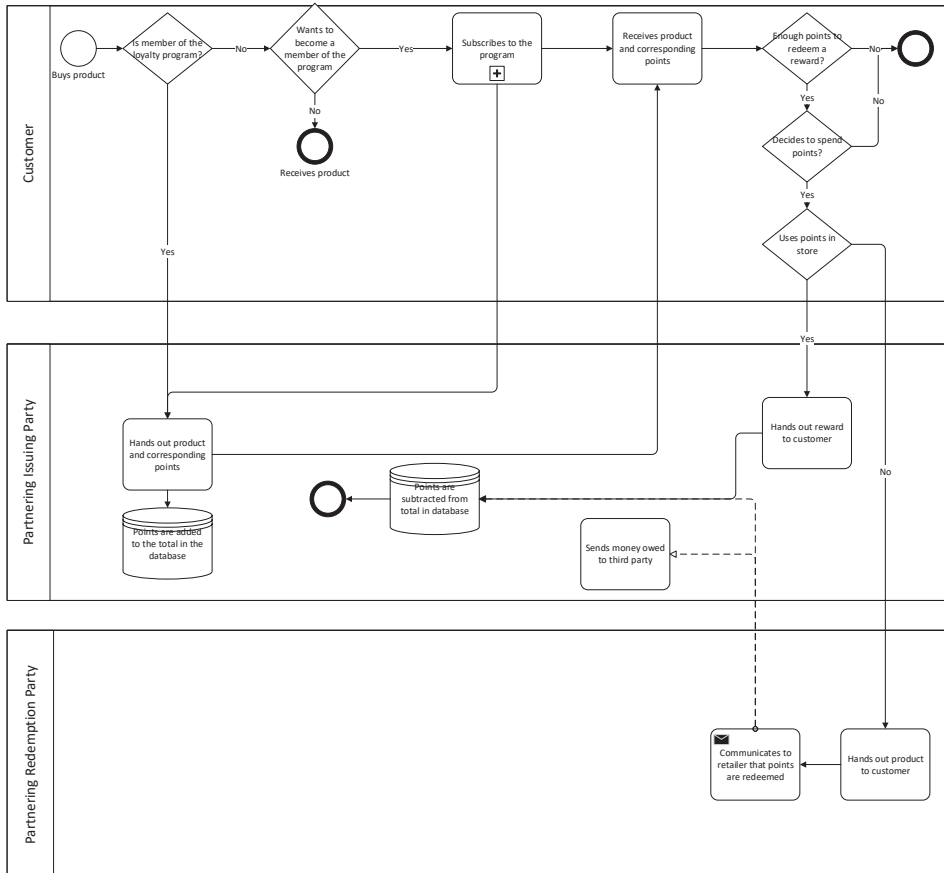 Customer
Buys product
Is member of the
loyalty program?
No
Wants to
become a
member of the
program
Yes
No
Receives product
Subscribes to the
program
Receives product
and corresponding
points
Enough points to
redeem a
reward?
No
Yes
No
Decides to spend
points?
Yes
Uses points in
store
Yes
Partnering Issuing Party
Yes
Hands out product
and corresponding
points
Points are added
to the total in the
database
Points are
subtracted from
total in database
Hands out reward
to customer
Sends money owed
to third party
No
Partnering Redemption Party
Communicates to
retailer that points
are redeemed
Hands out product
to customer